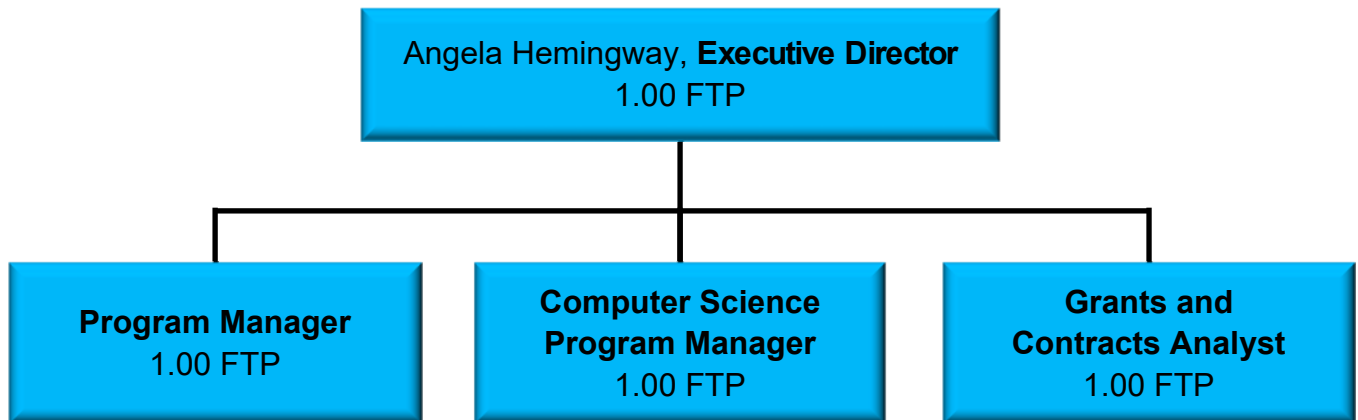 Angela Hemingway, Executive Director
1.00 FTP
Program Manager
1.00 FTP
Computer Science
Program Manager
1.00 FTP
Grants and
Contracts Analyst
1.00 FTP